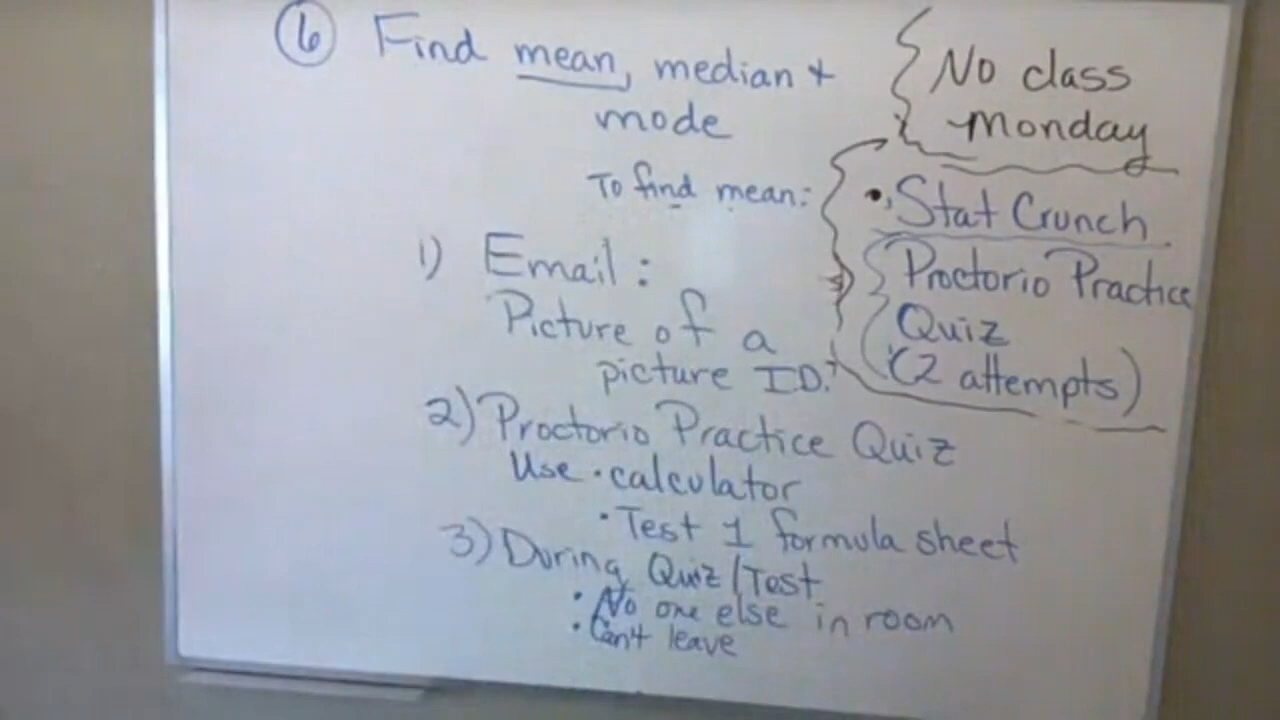 6 Find mean, median +
mode
To find mean:
1) Email:
Picture of a
picture ID.
2) Proctorio Practice Quiz
Use • calculator
• Test 1 formula sheet
3) During Quiz/Test
• No one else in room
• Can't leave
No class
Monday
• Stat Crunch
Proctorio Practice
Quiz
(2 attempts)